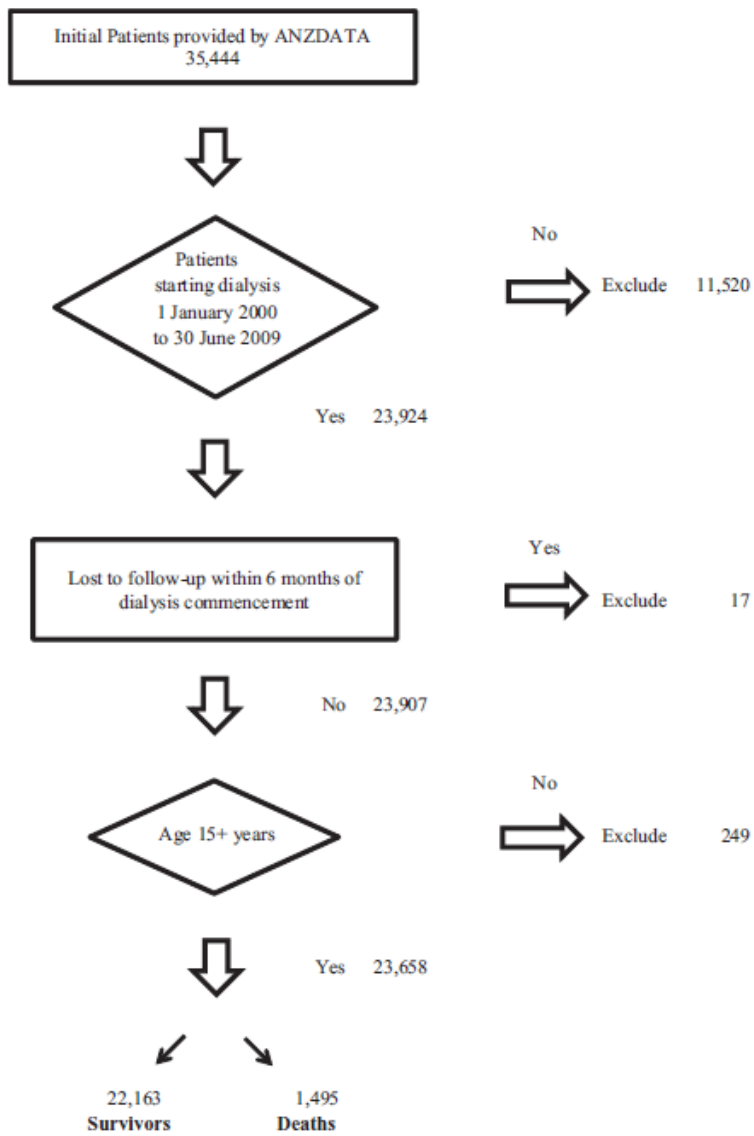 Initial Patients provided by ANZDATA
35,444
Patients
starting dialysis
1 January 2000
to 30 June 2009
No
Exclude 11,520
Yes 23,924
Lost to follow-up within 6 months of
dialysis commencement
Yes
Exclude 17
No 23,907
Age 15+ years
No
Exclude 249
Yes 23,658
22,163 1,495
Survivors Deaths